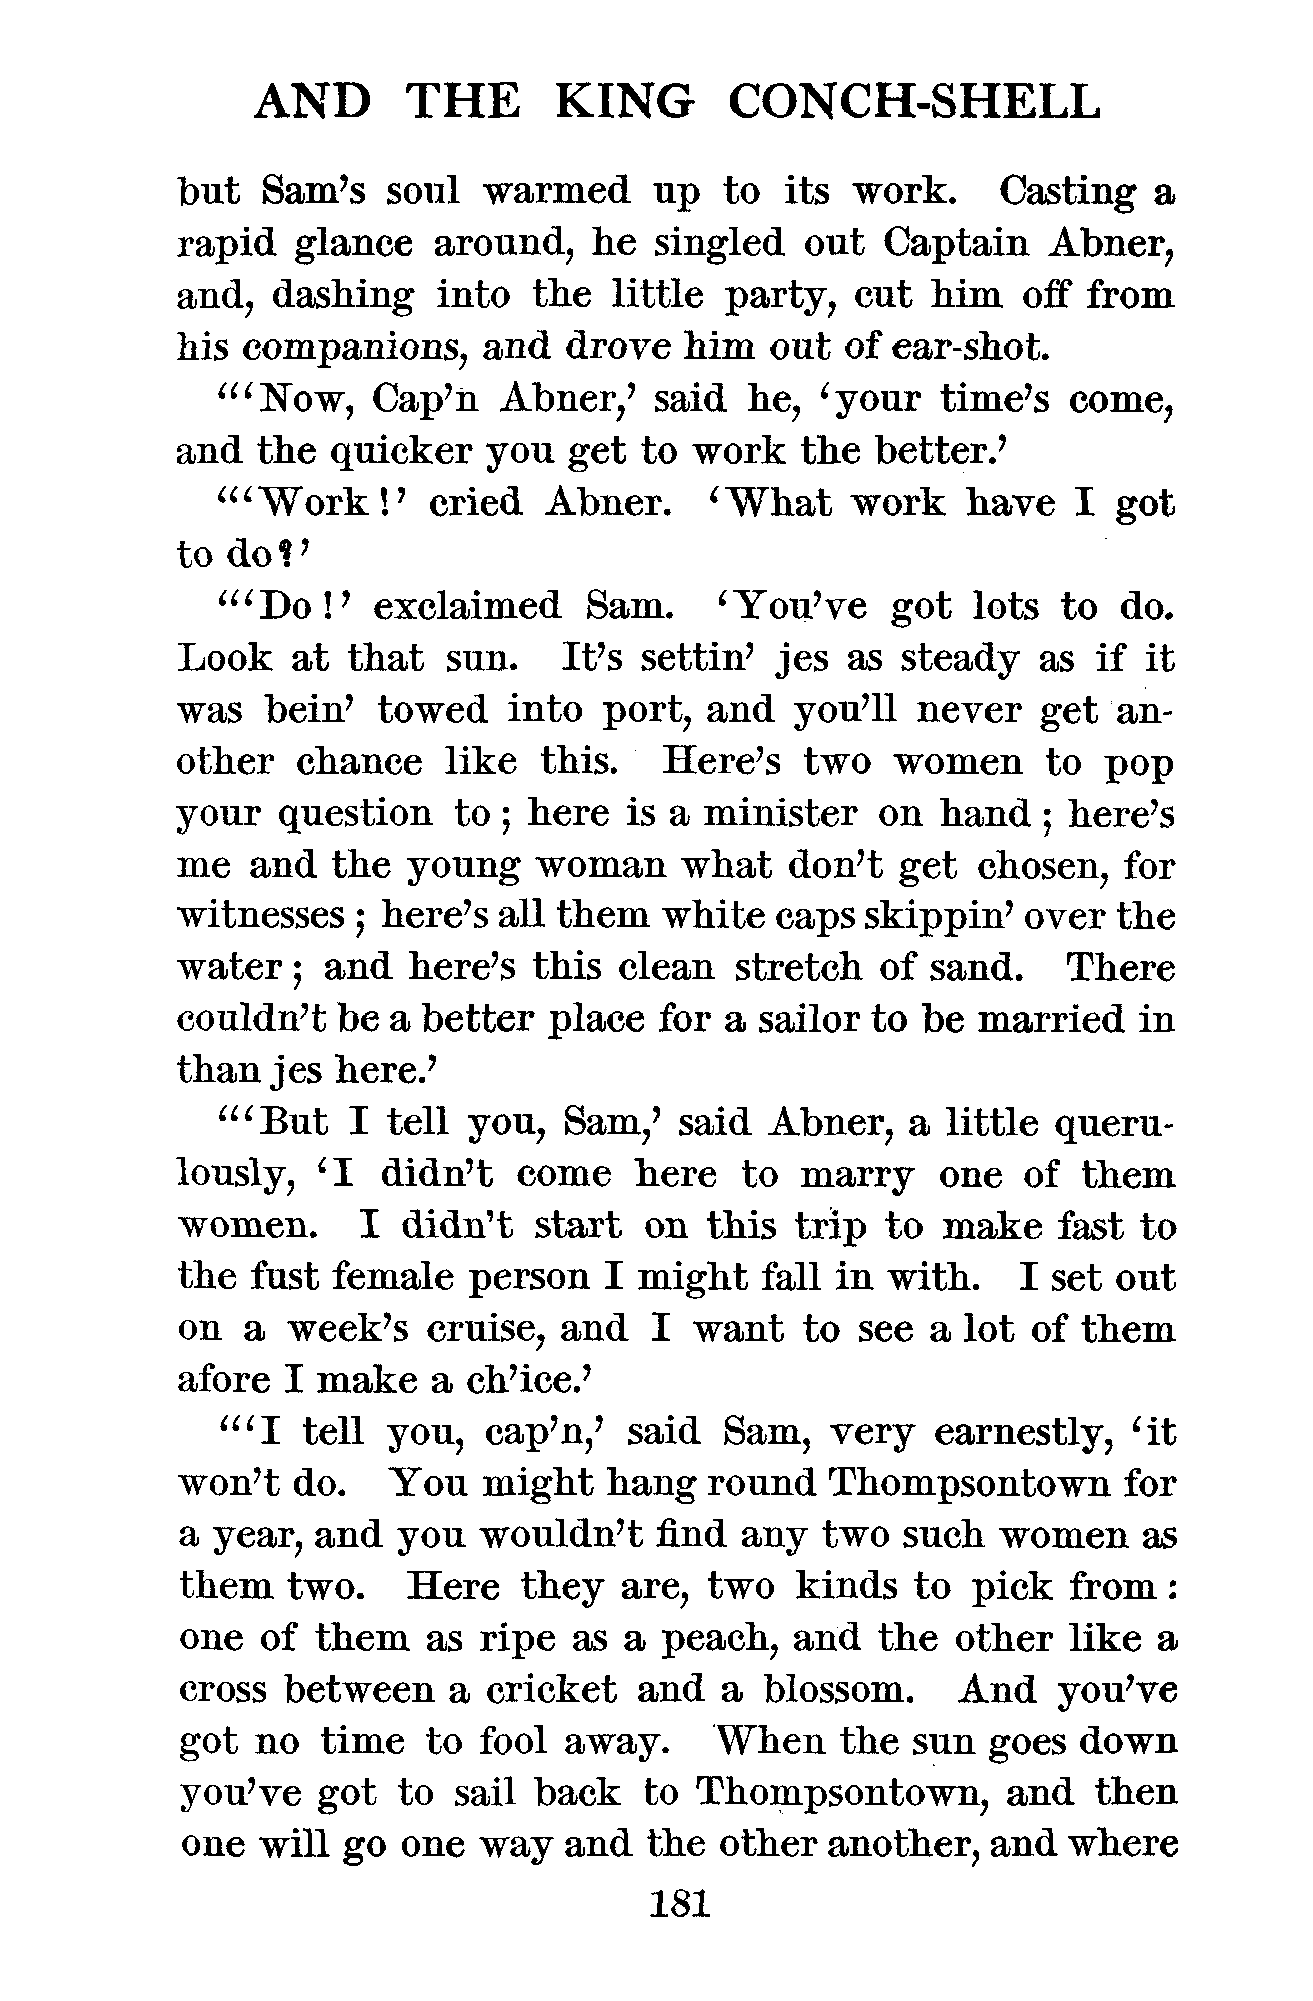 AND THE KING CONCH-SHELL
but Sam's soul warmed up to its work. Casting a
rapid glance around, he singled out Captain Abner,
and, dashing into the little party, cut him off from
his companions, and drove him out of ear-shot.
"'Now, Cap'n Abner,' said he, 'your time's come,
and the quicker you get to work the better.'
"'Work!' cried Abner. 'What work have I got
to do?'
"'Do!' exclaimed Sam. 'You've got lots to do.
Look at that sun. It's settin' jes as steady as if it
was bein' towed into port, and you'll never get an-
other chance like this. Here's two women to pop
your question to; here is a minister on hand; here's
me and the young woman what don't get chosen, for
witnesses; here's all them white caps skippin' over the
water; and here's this clean stretch of sand. There
couldn't be a better place for a sailor to be married in
than jes here.'
"'But I tell you, Sam,' said Abner, a little queru-
lously, 'I didn't come here to marry one of them
women. I didn't start on this trip to make fast to
the fust female person I might fall in with. I set out
on a week's cruise, and I want to see a lot of them
afore I make a ch'ice.'
"'I tell you, cap'n,' said Sam, very earnestly, 'it
won't do. You might hang round Thompsontown for
a year, and you wouldn't find any two such women as
them two. Here they are, two kinds to pick from:
one of them as ripe as a peach, and the other like a
cross between a cricket and a blossom. And you've
got no time to fool away. When the sun goes down
you've got to sail back to Thompsontown, and then
one will go one way and the other another, and where
181